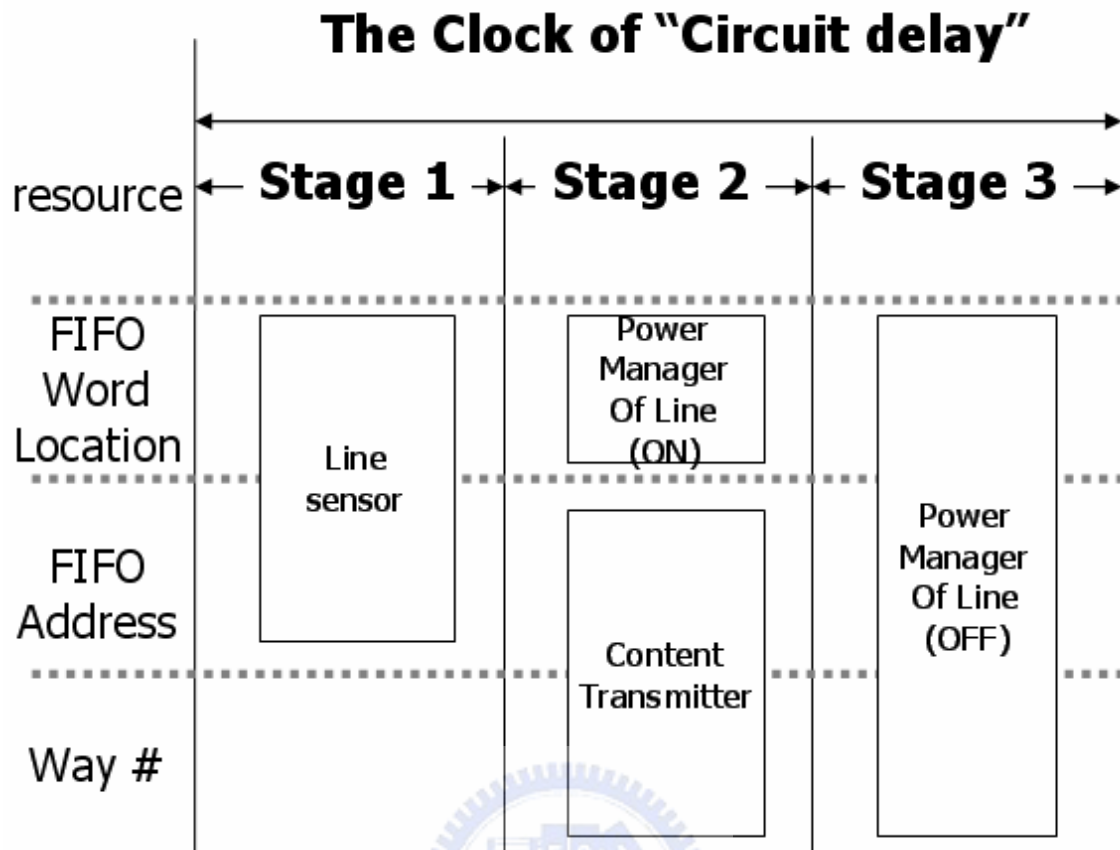 The Clock of “Circuit delay”
resource
Stage 1
Stage 2
Stage 3
FIFO
Word
Location
Line
sensor
Power
Manager
Of Line
(ON)
Power
Manager
Of Line
(OFF)
FIFO
Address
Content
Transmitter
Way #